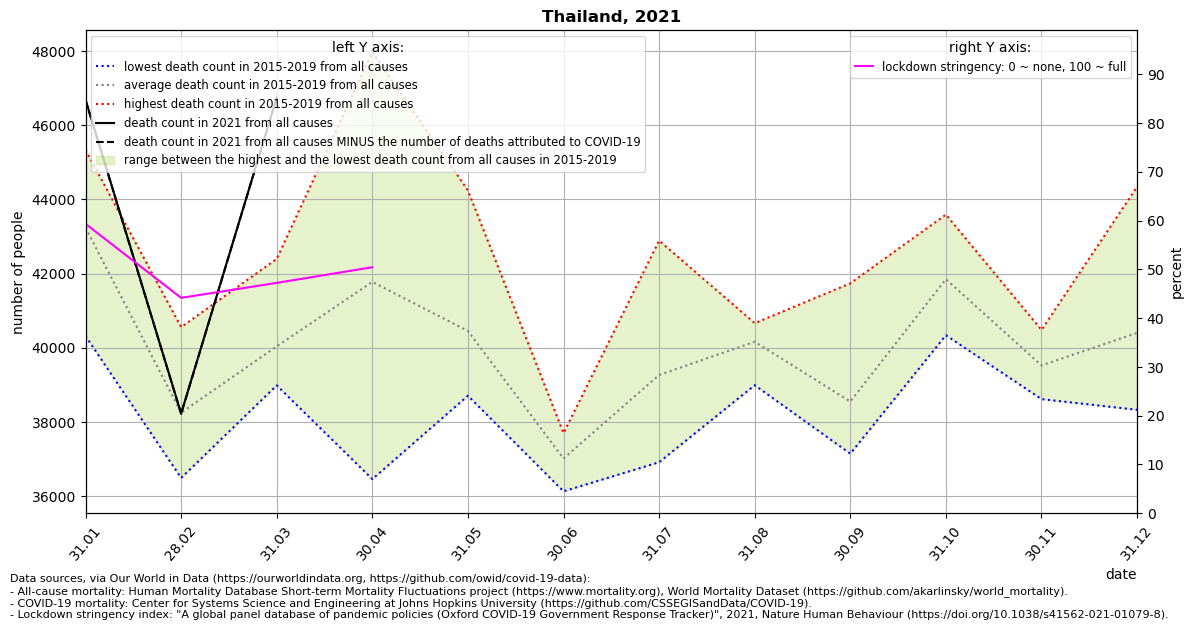 Thailand, 2021
left Y axis:
lowest death count in 2015-2019 from all causes
average death count in 2015-2019 from all causes
highest death count in 2015-2019 from all causes
death count in 2021 from all causes
death count in 2021 from all causes MINUS the number of deaths attributed to COVID-19
range between the highest and the lowest death count from all causes in 2015-2019
right Y axis:
lockdown stringency: 0 ~ none, 100 ~ full
number of people
48000
46000
44000
42000
40000
38000
36000
percent
90
80
70
60
50
40
30
20
10
0
31.01
28.02
31.03
30.04
31.05
30.06
31.07
31.08
30.09
31.10
30.11
31.12
date
Data sources, via Our World in Data (https://ourworldindata.org, https://github.com/owid/covid-19-data):
- All-cause mortality: Human Mortality Database Short-term Mortality Fluctuations project (https://www.mortality.org), World Mortality Dataset (https://github.com/akarlinsky/world_mortality).
- COVID-19 mortality: Center for Systems Science and Engineering at Johns Hopkins University (https://github.com/CSSEGISandData/COVID-19).
- Lockdown stringency index: "A global panel database of pandemic policies (Oxford COVID-19 Government Response Tracker)", 2021, Nature Human Behaviour (https://doi.org/10.1038/s41562-021-01079-8).